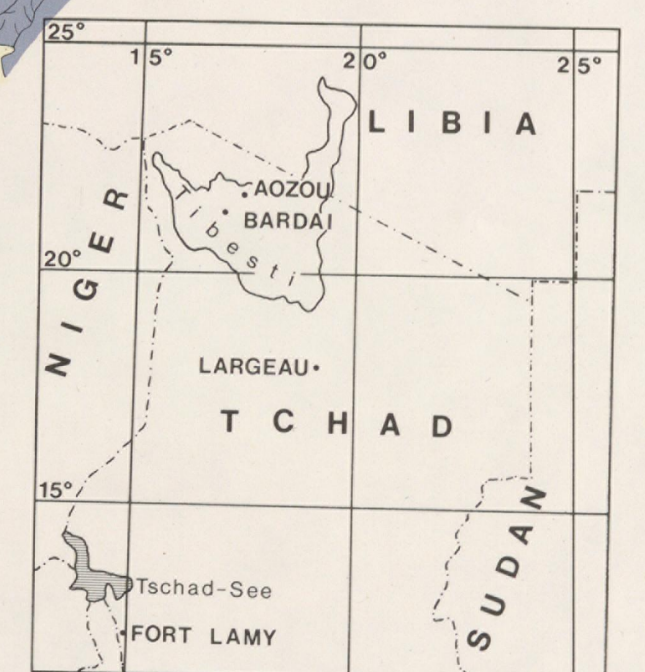 25°
15°
20°
25°
LIBIA
AOZOU
BARDAI
Tibesti
NIGER
20°
LARGEAU
TCHAD
15°
SUDAN
Tschad-See
FORT LAMY